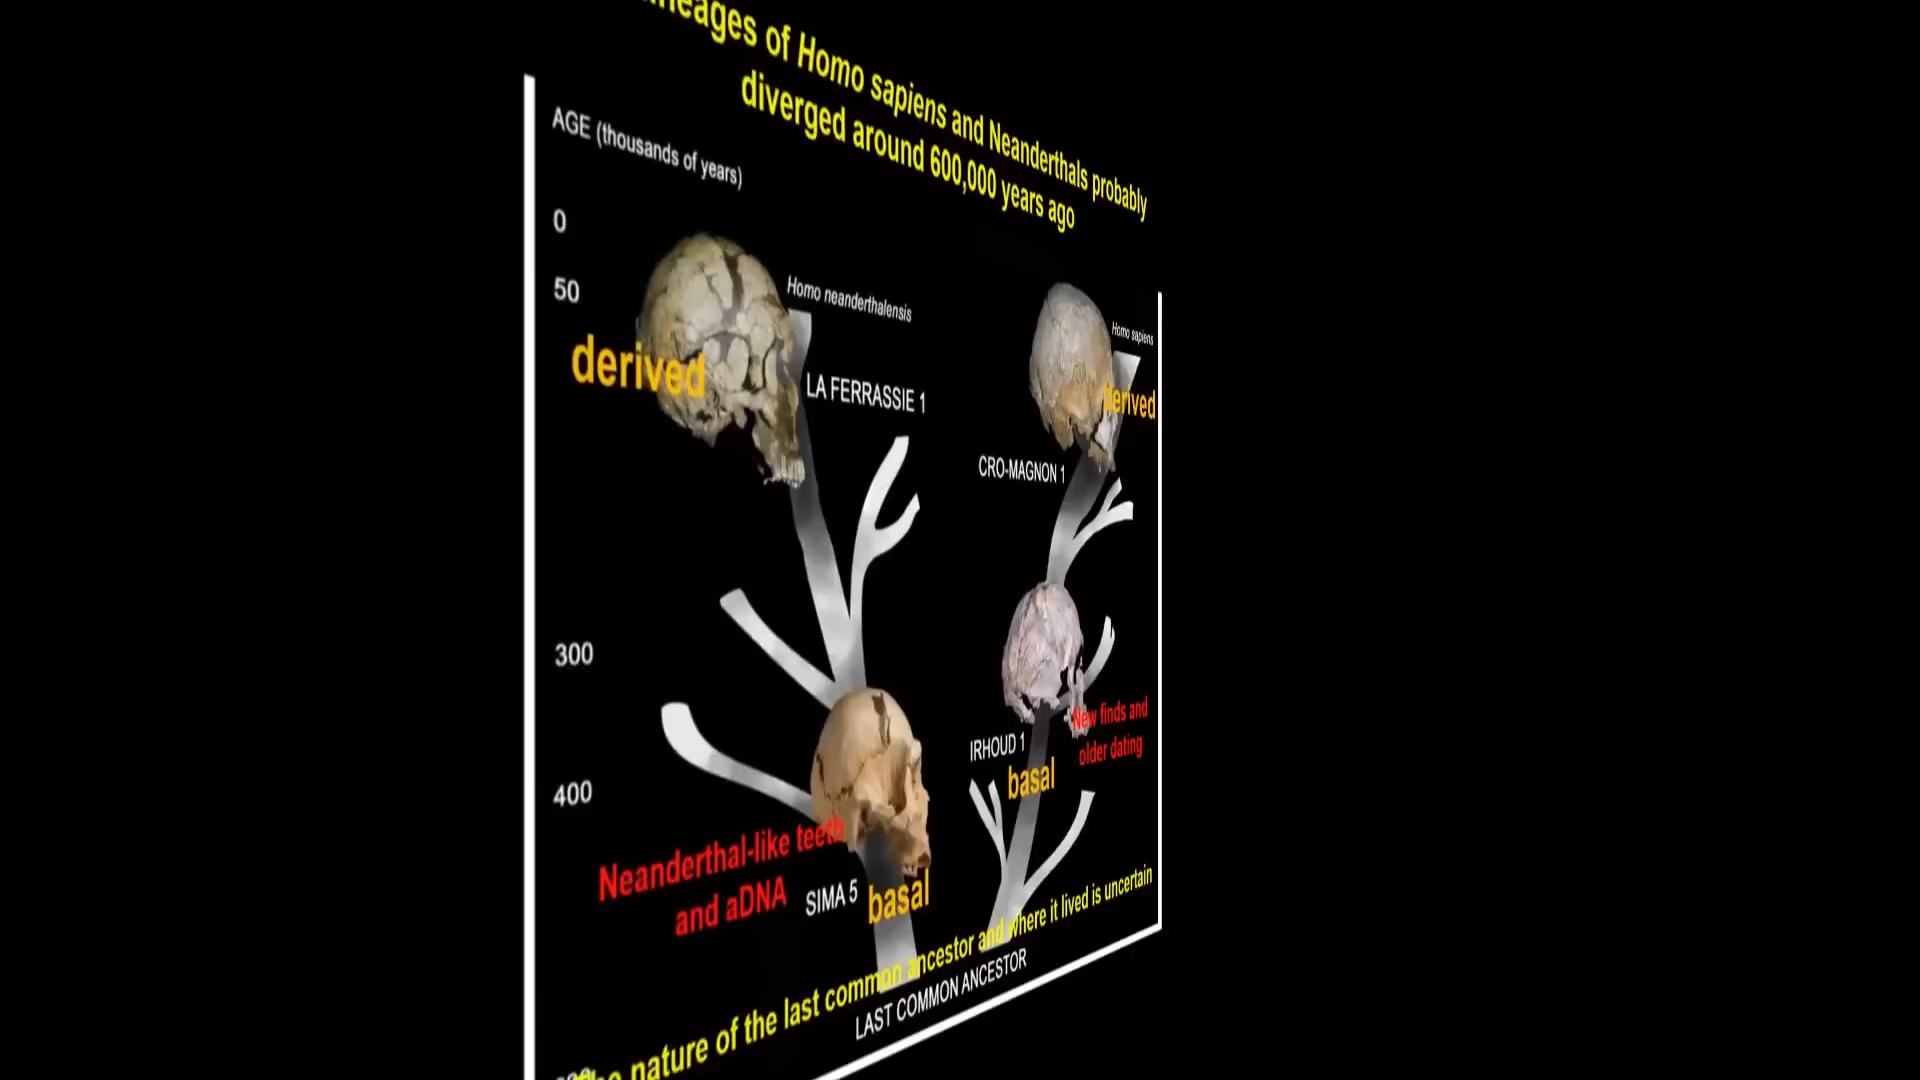 of Homo sapiens and Neanderthals probably
diverged around 600,000 years ago
AGE (thousands of years)
0
50
Homo neanderthalensis
Homo sapiens
derived
LA FERRASSIE 1
derived
CRO-MAGNON 1
300
New finds and
older dating
IRHOUD 1
basal
400
Neanderthal-like teeth
and aDNA
SIMA 5
basal
nature of the last common ancestor and where it lived is uncertain
LAST COMMON ANCESTOR